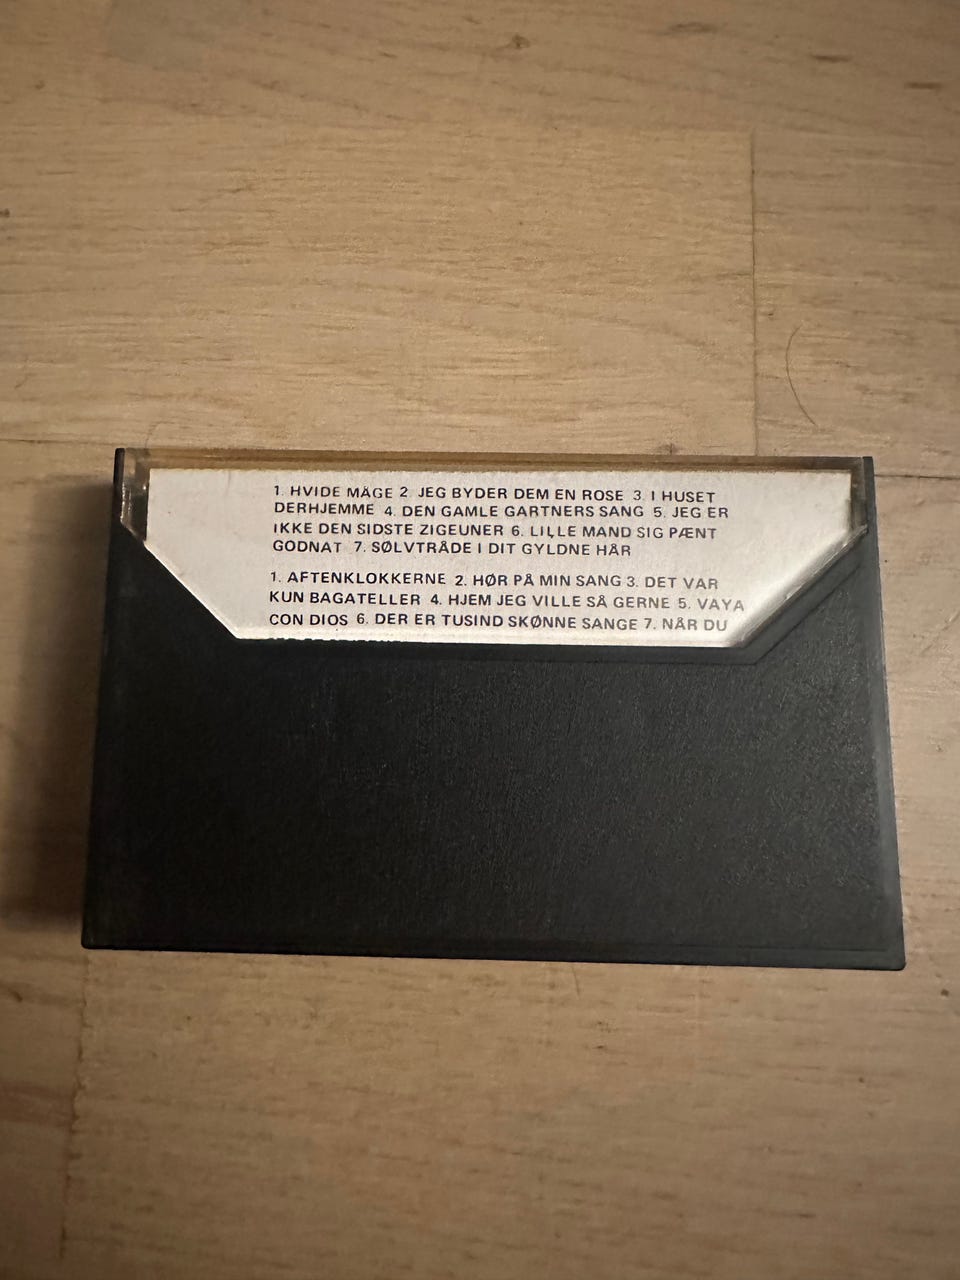 1. HVIDE MÅGE 2. JEG BYDER DEM EN ROSE 3. I HUSET
DERHJEMME 4. DEN GAMLE GARTNERS SANG 5. JEG ER
IKKE DEN SIDSTE ZIGEUNER 6. LILLE MAND SIG PÆNT
GODNAT 7. SØLVTRÅDE I DIT GYLDNE HÅR
1. AFTENKLOKKERNE 2. HØR PÅ MIN SANG 3. DET VAR
KUN BAGATELLER 4. HJEM JEG VILLE SÅ GERNE 5. VAYA
CON DIOS 6. DER ER TUSIND SKØNNE SANGE 7. NÅR DU